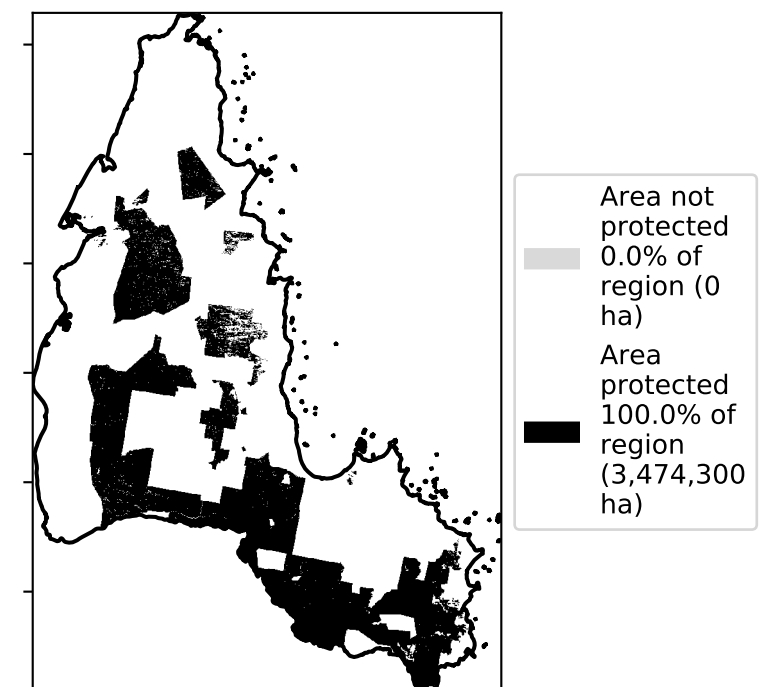 Area not
protected
0.0% of
region (0
ha)
Area
protected
100.0% of
region
(3,474,300
ha)